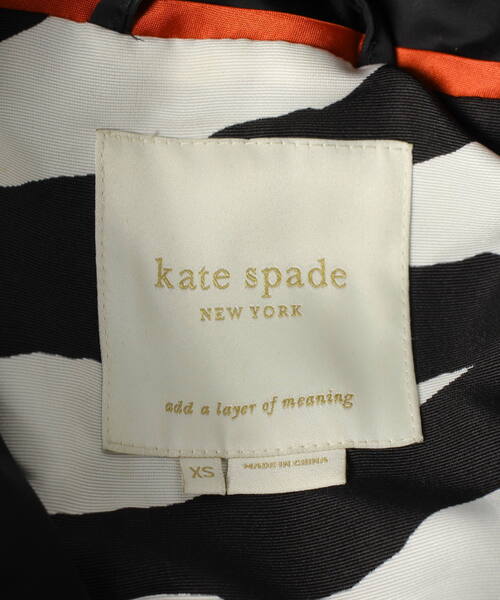 kate spade
NEW YORK
add a layer of meaning
XS
MADE IN CHINA